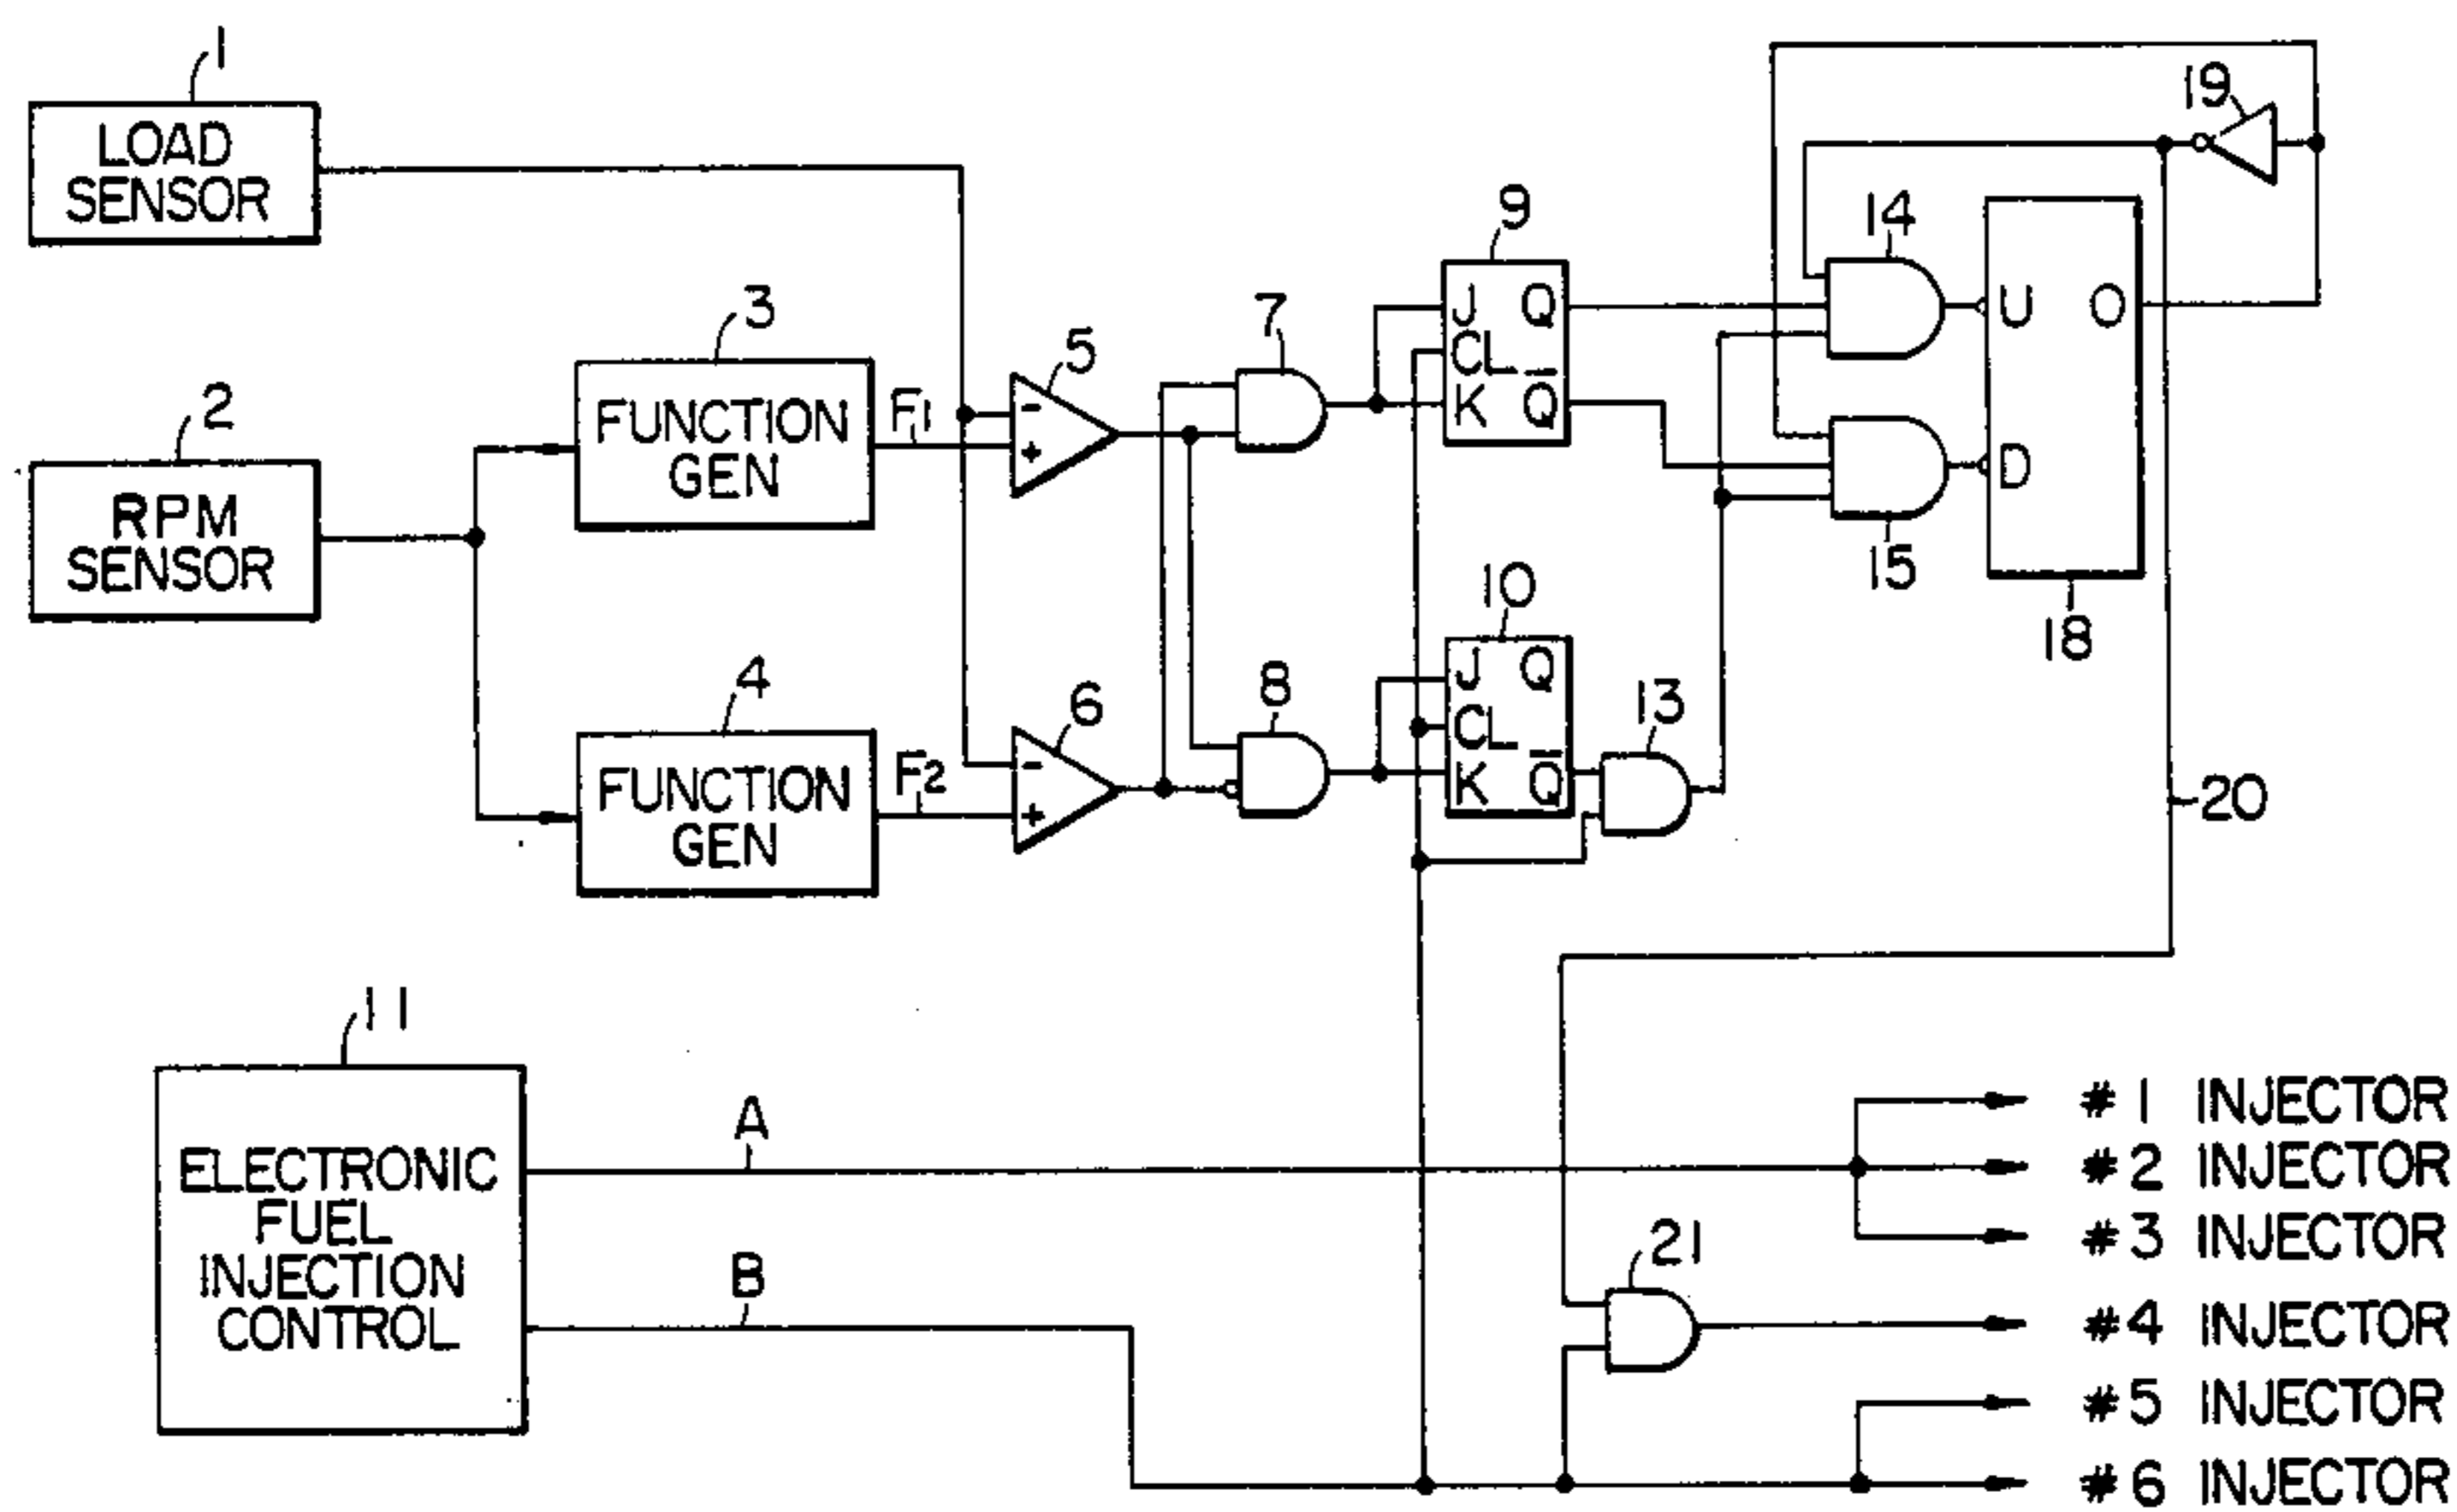 1
LOAD
SENSOR
2
RPM
SENSOR
3
FUNCTION
GEN
F1
4
FUNCTION
GEN
F2
5
- 
+
6
-
+
7
8
9
J Q
CL
K Q̅
10
J Q
CL
K Q̅
13
14
15
19
U O
D
18
20
11
ELECTRONIC
FUEL
INJECTION
CONTROL
A
B
21
#1 INJECTOR
#2 INJECTOR
#3 INJECTOR
#4 INJECTOR
#5 INJECTOR
#6 INJECTOR